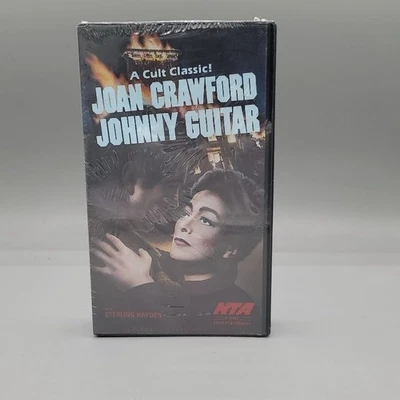 A Cult Classic!
JOAN CRAWFORD
JOHNNY GUITAR
STERLING HAYDEN
NTA